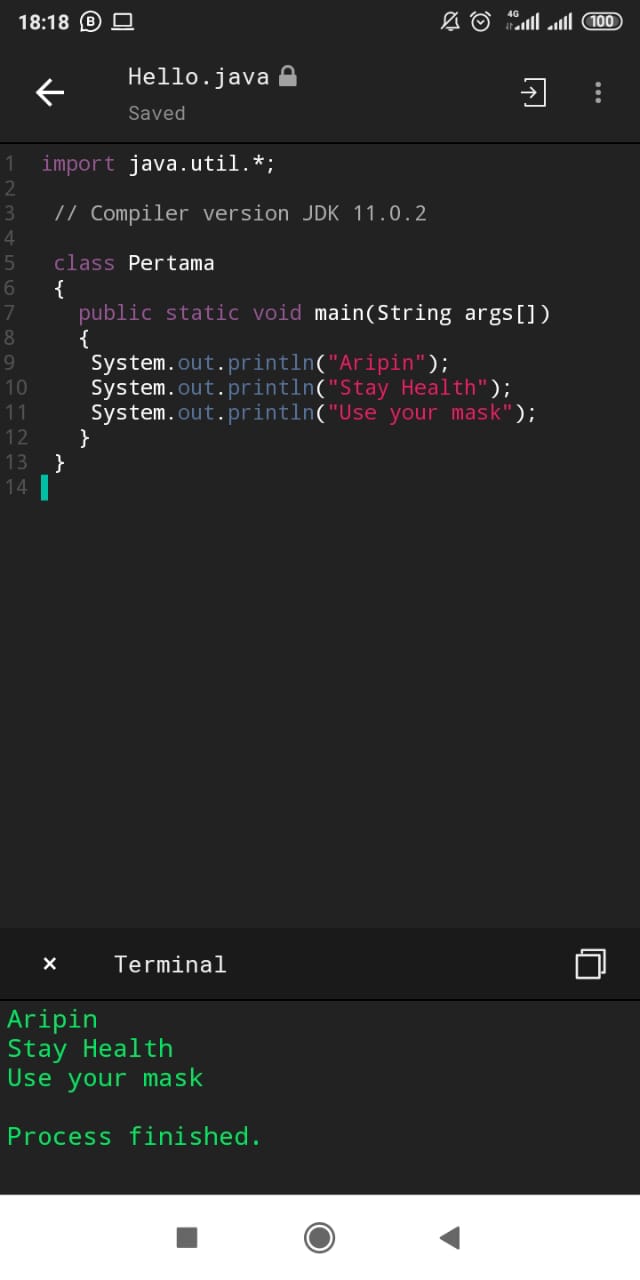 18:18 B 4G 100
Hello.java
Saved
1 import java.util.*;
2
3 // Compiler version JDK 11.0.2
4
5 class Pertama
6 {
7 public static void main(String args[])
8 {
9 System.out.println("Aripin");
10 System.out.println("Stay Health");
11 System.out.println("Use your mask");
12 }
13 }
14
× Terminal
Aripin
Stay Health
Use your mask
Process finished.